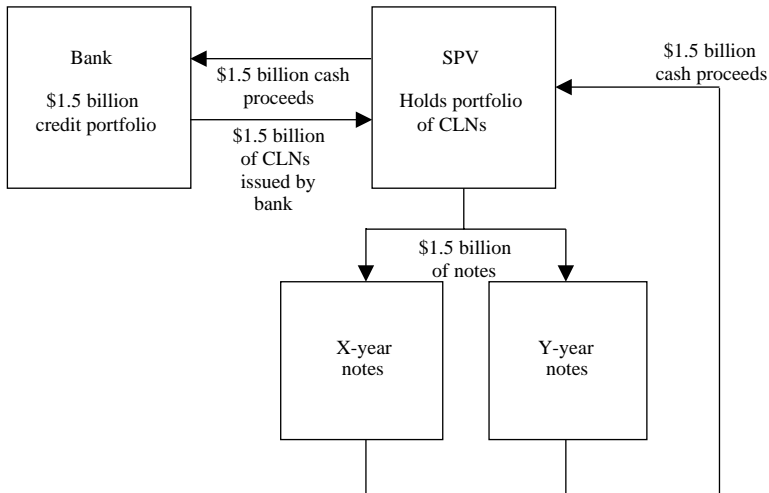 Bank
$1.5 billion
credit portfolio
$1.5 billion cash
proceeds
$1.5 billion
of CLNs
issued by
bank
SPV
Holds portfolio
of CLNs
$1.5 billion
cash proceeds
$1.5 billion
of notes
X-year
notes
Y-year
notes